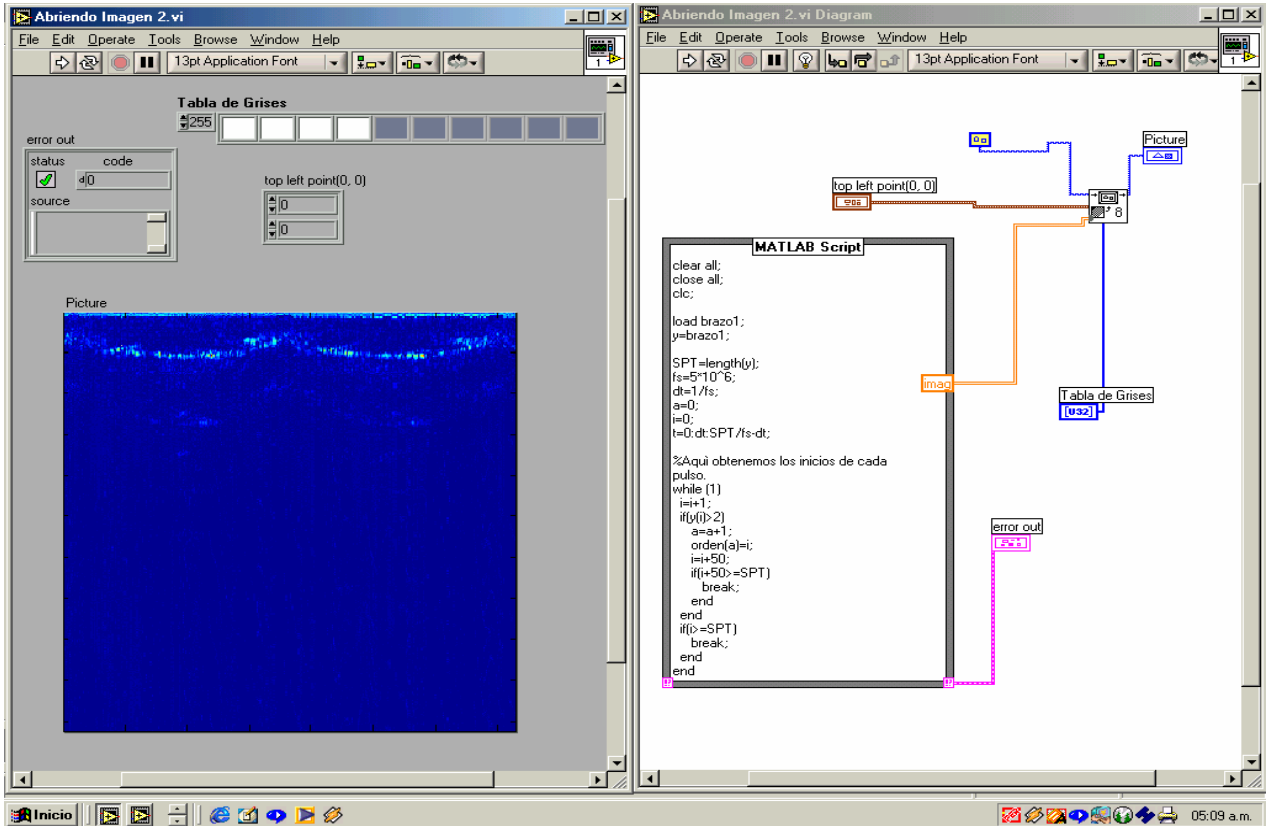 Abriendo Imagen 2.vi
File Edit Operate Tools Browse Window Help
13pt Application Font
1
Tabla de Grises
255
error out
status code
d 0
source
top left point(0, 0)
0
0
Picture
Abriendo Imagen 2.vi Diagram
File Edit Operate Tools Browse Window Help
13pt Application Font
1
Picture
top left point(0, 0)
8
MATLAB Script
clear all;
close all;
clc;
load brazo1;
y=brazo1;
SPT=length(y);
fs=5*10^6;
dt=1/fs;
a=0;
i=0;
t=0:dt:SPT/fs-dt;
%Aquì obtenemos los inicios de cada
pulso.
while (1)
i=i+1;
if(y(i)>2)
a=a+1;
orden(a)=i;
i=i+50;
if(i+50>=SPT)
break;
end
end
if(i>=SPT)
break;
end
end
imag
Tabla de Grises
[U32]
error out
Inicio
05:09 a.m.